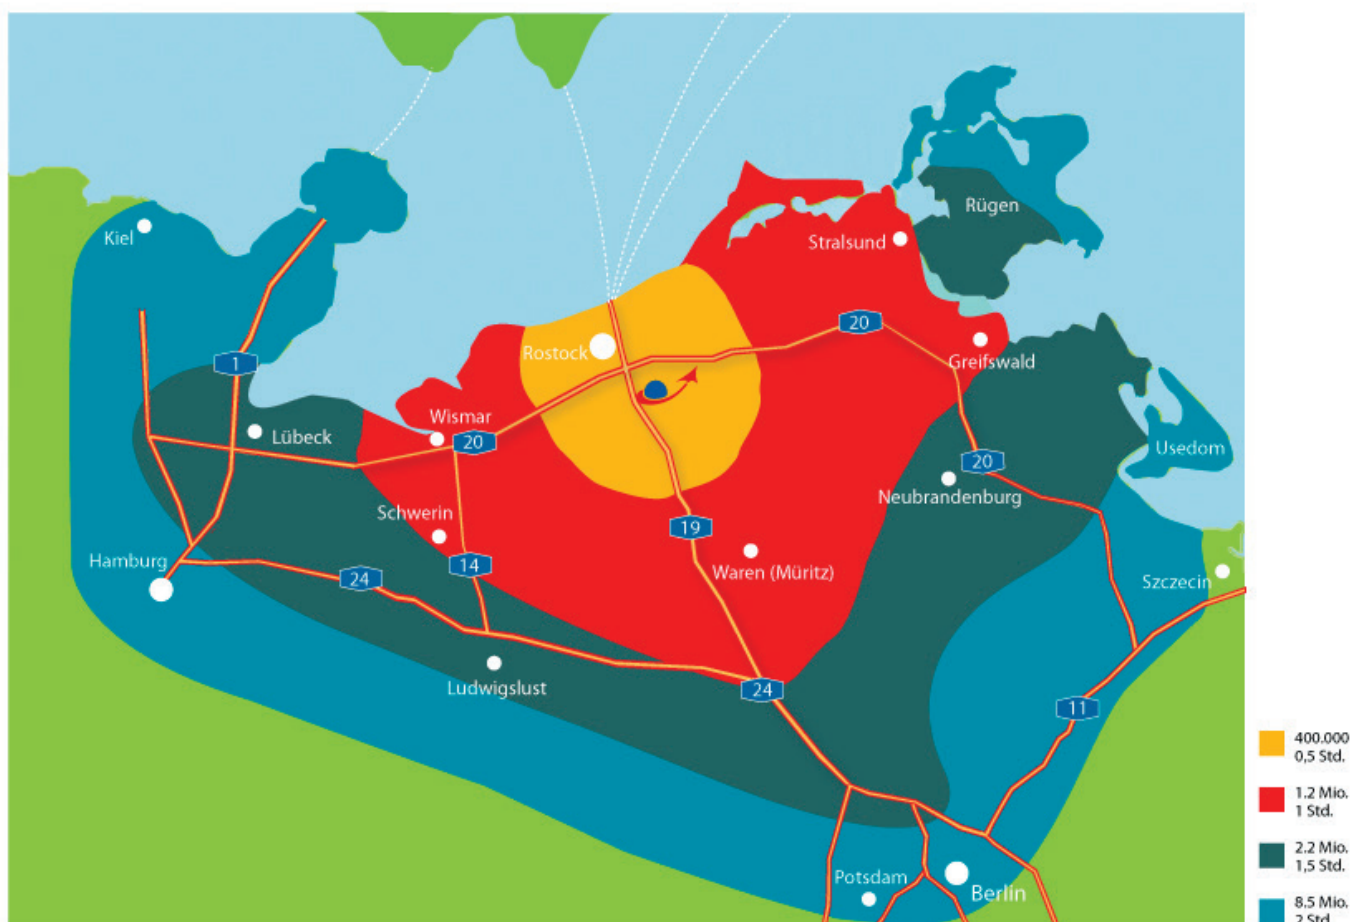 Rügen
Kiel
Stralsund
20
Rostock
Greifswald
1
Wismar
Lübeck
20
Usedom
20
Neubrandenburg
Schwerin
19
Hamburg
14
Waren (Müritz)
24
Szczecin
Ludwigslust
24
11
400.000
0,5 Std.
1.2 Mio.
1 Std.
2.2 Mio.
1,5 Std.
Potsdam
Berlin
8.5 Mio.
2 Std.